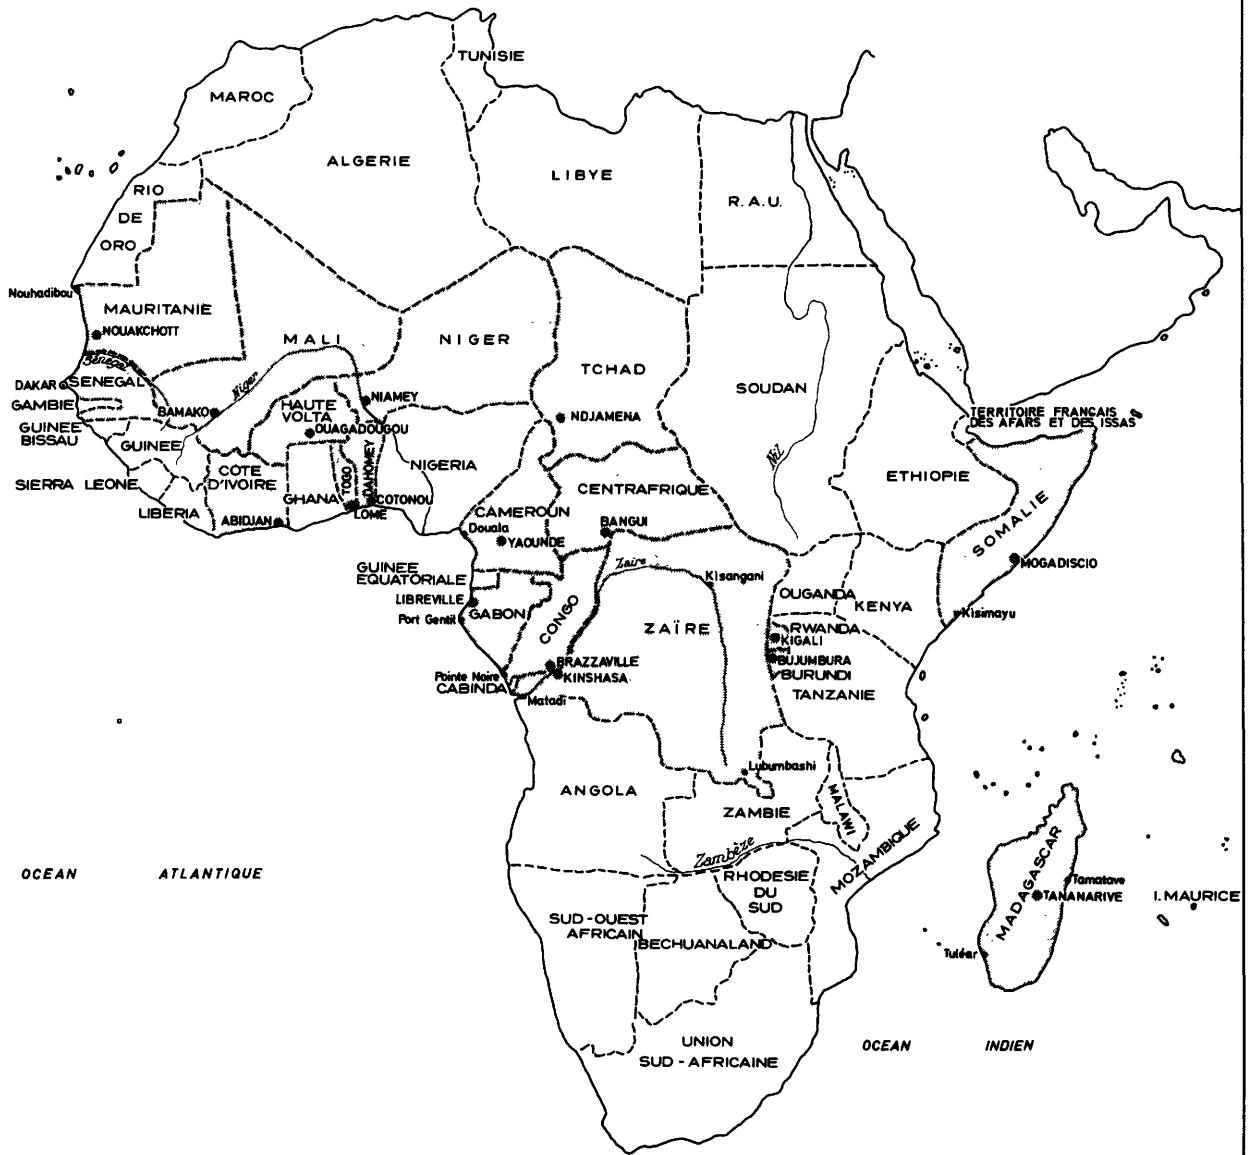 TUNISIE
MAROC
ALGERIE
LIBYE
R.A.U.
RIO
DE
ORO
Nouhadibou
MAURITANIE
NOUAKCHOTT
MALI
NIGER
TCHAD
SOUDAN
Sénégal
DAKAR
SENEGAL
Niger
NIAMEY
GAMBIE
BAMAKO
HAUTE
VOLTA
NDJAMENA
TERRITOIRE FRANÇAIS
DES AFARS ET DES ISSAS
GUINEE
BISSAU
GUINEE
OUAGADOUGOU
NIGERIA
Nil
ETHIOPIE
SIERRA LEONE
COTE
D'IVOIRE
GHANA
TOGO
DAHOMEY
COTONOU
CENTRAFRIQUE
SOMALIE
LIBERIA
ABIDJAN
LOME
CAMEROUN
Douala
YAOUNDE
BANGUI
GUINEE
EQUATORIALE
Zaïre
Kisangani
MOGADISCIO
LIBREVILLE
GABON
CONGO
OUGANDA
KENYA
Kisimayu
Port Gentil
ZAÏRE
RWANDA
KIGALI
BRAZZAVILLE
BUJUMBURA
Pointe Noire
KINSHASA
BURUNDI
CABINDA
Matadi
TANZANIE
Lubumbashi
ANGOLA
ZAMBIE
MALAWI
MOZAMBIQUE
Zambèze
OCEAN ATLANTIQUE
RHODESIE
DU
SUD
MADAGASCAR
Tamatave
TANANARIVE
I. MAURICE
SUD-OUEST
AFRICAIN
BECHUANALAND
Tuléar
UNION
SUD-AFRICAINE
OCEAN INDIEN